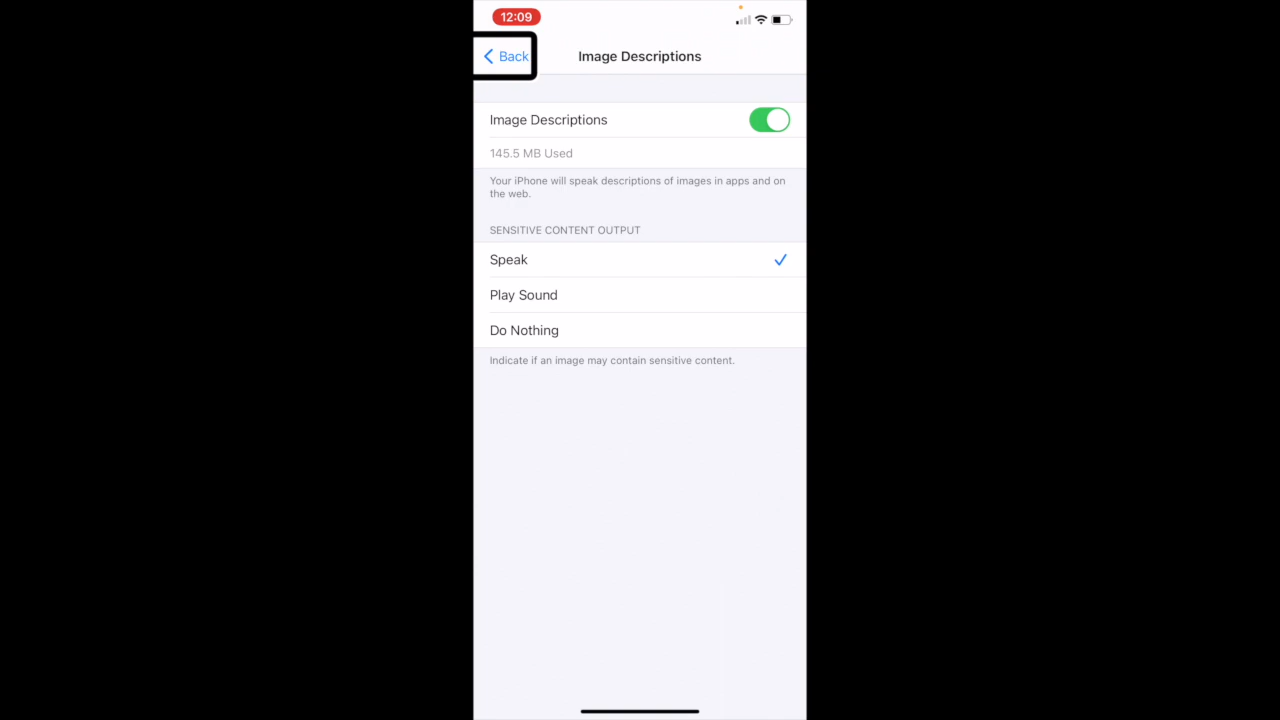 12:09
Back
Image Descriptions
Image Descriptions
145.5 MB Used
Your iPhone will speak descriptions of images in apps and on
the web.
SENSITIVE CONTENT OUTPUT
Speak
Play Sound
Do Nothing
Indicate if an image may contain sensitive content.